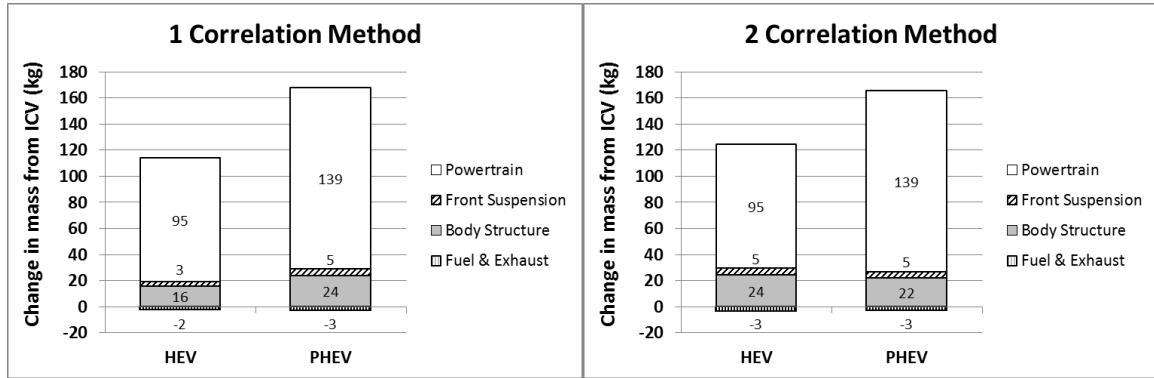 1 Correlation Method
Change in mass from ICV (kg)
180
160
140
120
100
80
60
40
20
0
-20
95
3
16
-2
139
5
24
-3
HEV
PHEV
Powertrain
Front Suspension
Body Structure
Fuel & Exhaust
2 Correlation Method
Change in mass from ICV (kg)
180
160
140
120
100
80
60
40
20
0
-20
95
5
24
-3
139
5
22
-3
HEV
PHEV
Powertrain
Front Suspension
Body Structure
Fuel & Exhaust